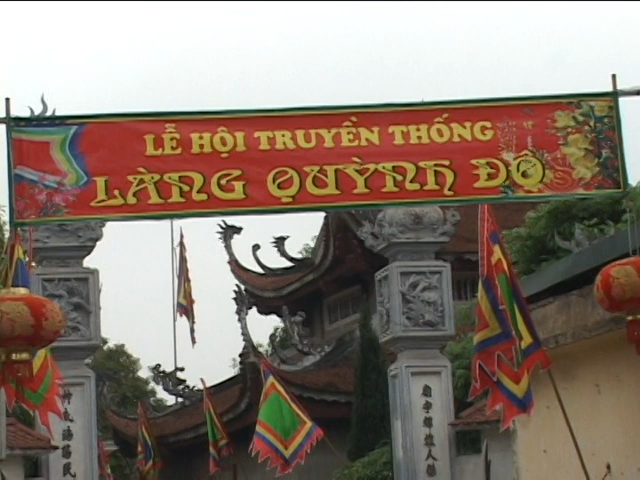 LỄ HỘI TRUYỀN THỐNG
LÀNG QUỲNH ĐÔ